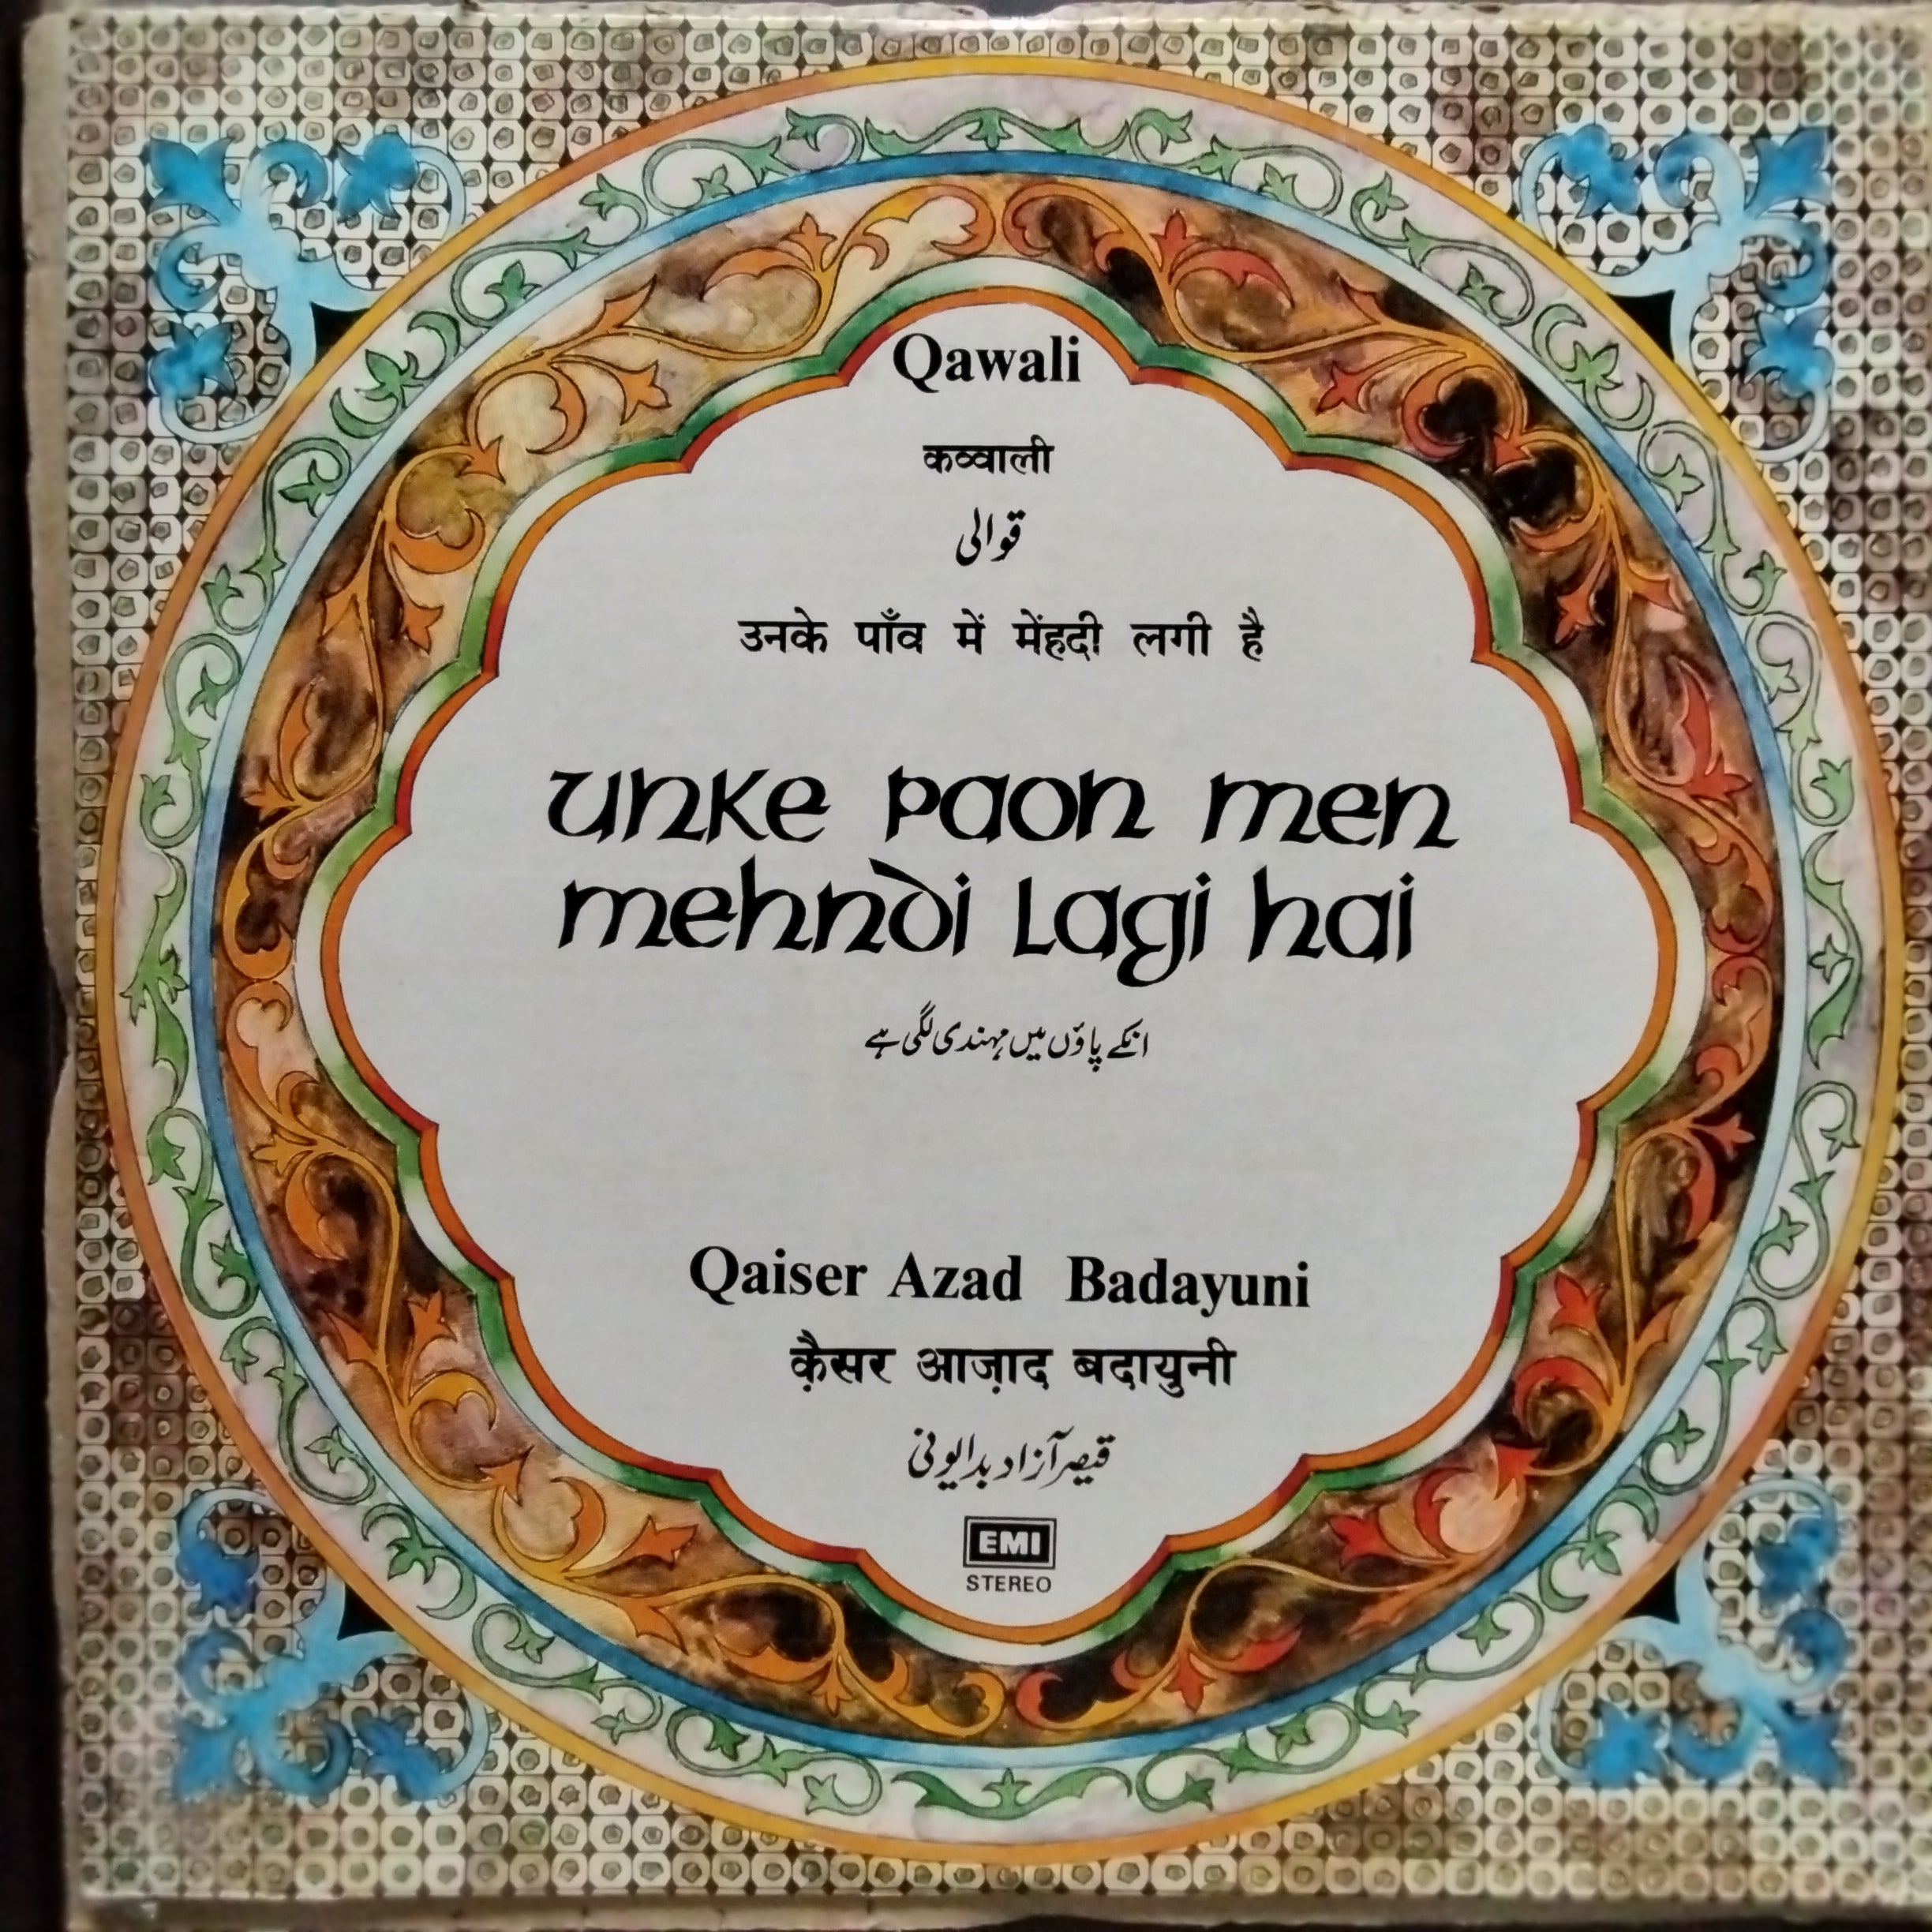 Qawali
कव्वाली
قوالی
उनके पाँव में मेंहदी लगी है
unke paon men
mehndi Lagi hai
انکے پاؤں میں مہندی لگی ہے
Qaiser Azad Badayuni
क़ैसर आज़ाद बदायुनी
قیصر آزاد بدایونی
EMI
STEREO